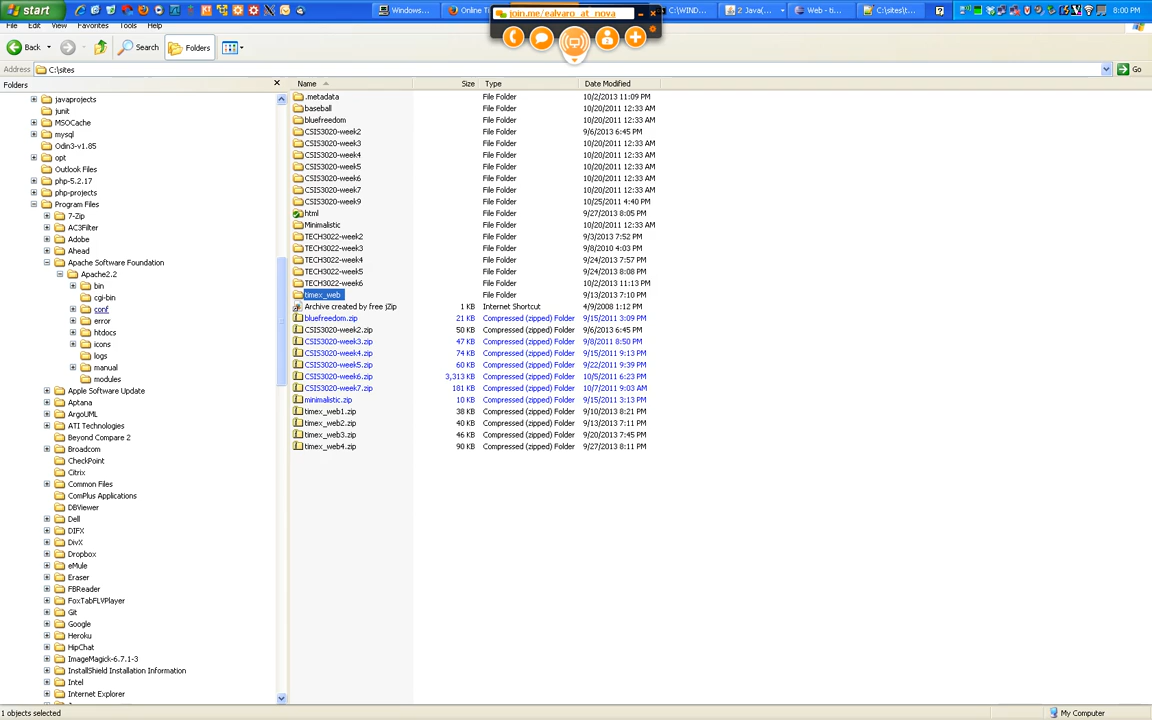 start
Windows...
Online Ti
join.me/ealvaro_at_nova
C:\WIND...
Z Java(...
Web - ti...
C:\sites\t...
8:00 PM
File Edit View Favorites Tools Help
Back Search Folders
Address C:\sites Go
Folders
Name Size Type Date Modified
javaprojects
junit
MSOCache
mysql
Odin3-v1.85
opt
Outlook Files
php-5.2.17
php-projects
Program Files
7-Zip
AC3Filter
Adobe
Ahead
Apache Software Foundation
Apache2.2
bin
cgi-bin
conf
error
htdocs
icons
logs
manual
modules
Apple Software Update
Aptana
ArgoUML
ATI Technologies
Beyond Compare 2
Broadcom
CheckPoint
Citrix
Common Files
ComPlus Applications
DBViewer
Dell
DIFX
DivX
Dropbox
eMule
Eraser
FBReader
FoxTabFLVPlayer
Git
Google
Heroku
HipChat
ImageMagick-6.7.1-3
InstallShield Installation Information
Intel
Internet Explorer
.metadata File Folder 10/2/2013 11:09 PM
baseball File Folder 10/20/2011 12:33 AM
bluefreedom File Folder 10/20/2011 12:33 AM
CSIS3020-week2 File Folder 9/6/2013 6:45 PM
CSIS3020-week3 File Folder 10/20/2011 12:33 AM
CSIS3020-week4 File Folder 10/20/2011 12:33 AM
CSIS3020-week5 File Folder 10/20/2011 12:33 AM
CSIS3020-week6 File Folder 10/20/2011 12:33 AM
CSIS3020-week7 File Folder 10/20/2011 12:33 AM
CSIS3020-week9 File Folder 10/25/2011 4:40 PM
html File Folder 9/27/2013 8:05 PM
Minimalistic File Folder 10/20/2011 12:33 AM
TECH3022-week2 File Folder 9/3/2013 7:52 PM
TECH3022-week3 File Folder 9/8/2010 4:03 PM
TECH3022-week4 File Folder 9/24/2013 7:57 PM
TECH3022-week5 File Folder 9/24/2013 8:08 PM
TECH3022-week6 File Folder 10/2/2013 11:13 PM
timex_web File Folder 9/13/2013 7:10 PM
Archive created by free jZip 1 KB Internet Shortcut 4/9/2008 1:12 PM
bluefreedom.zip 21 KB Compressed (zipped) Folder 9/15/2011 3:09 PM
CSIS3020-week2.zip 50 KB Compressed (zipped) Folder 9/6/2013 6:45 PM
CSIS3020-week3.zip 47 KB Compressed (zipped) Folder 9/8/2011 8:50 PM
CSIS3020-week4.zip 74 KB Compressed (zipped) Folder 9/15/2011 9:13 PM
CSIS3020-week5.zip 60 KB Compressed (zipped) Folder 9/22/2011 9:39 PM
CSIS3020-week6.zip 3,313 KB Compressed (zipped) Folder 10/5/2011 6:23 PM
CSIS3020-week7.zip 181 KB Compressed (zipped) Folder 10/7/2011 9:03 AM
minimalistic.zip 10 KB Compressed (zipped) Folder 9/15/2011 3:13 PM
timex_web1.zip 38 KB Compressed (zipped) Folder 9/10/2013 8:21 PM
timex_web2.zip 40 KB Compressed (zipped) Folder 9/13/2013 7:11 PM
timex_web3.zip 46 KB Compressed (zipped) Folder 9/20/2013 7:45 PM
timex_web4.zip 90 KB Compressed (zipped) Folder 9/27/2013 8:11 PM
1 objects selected
My Computer